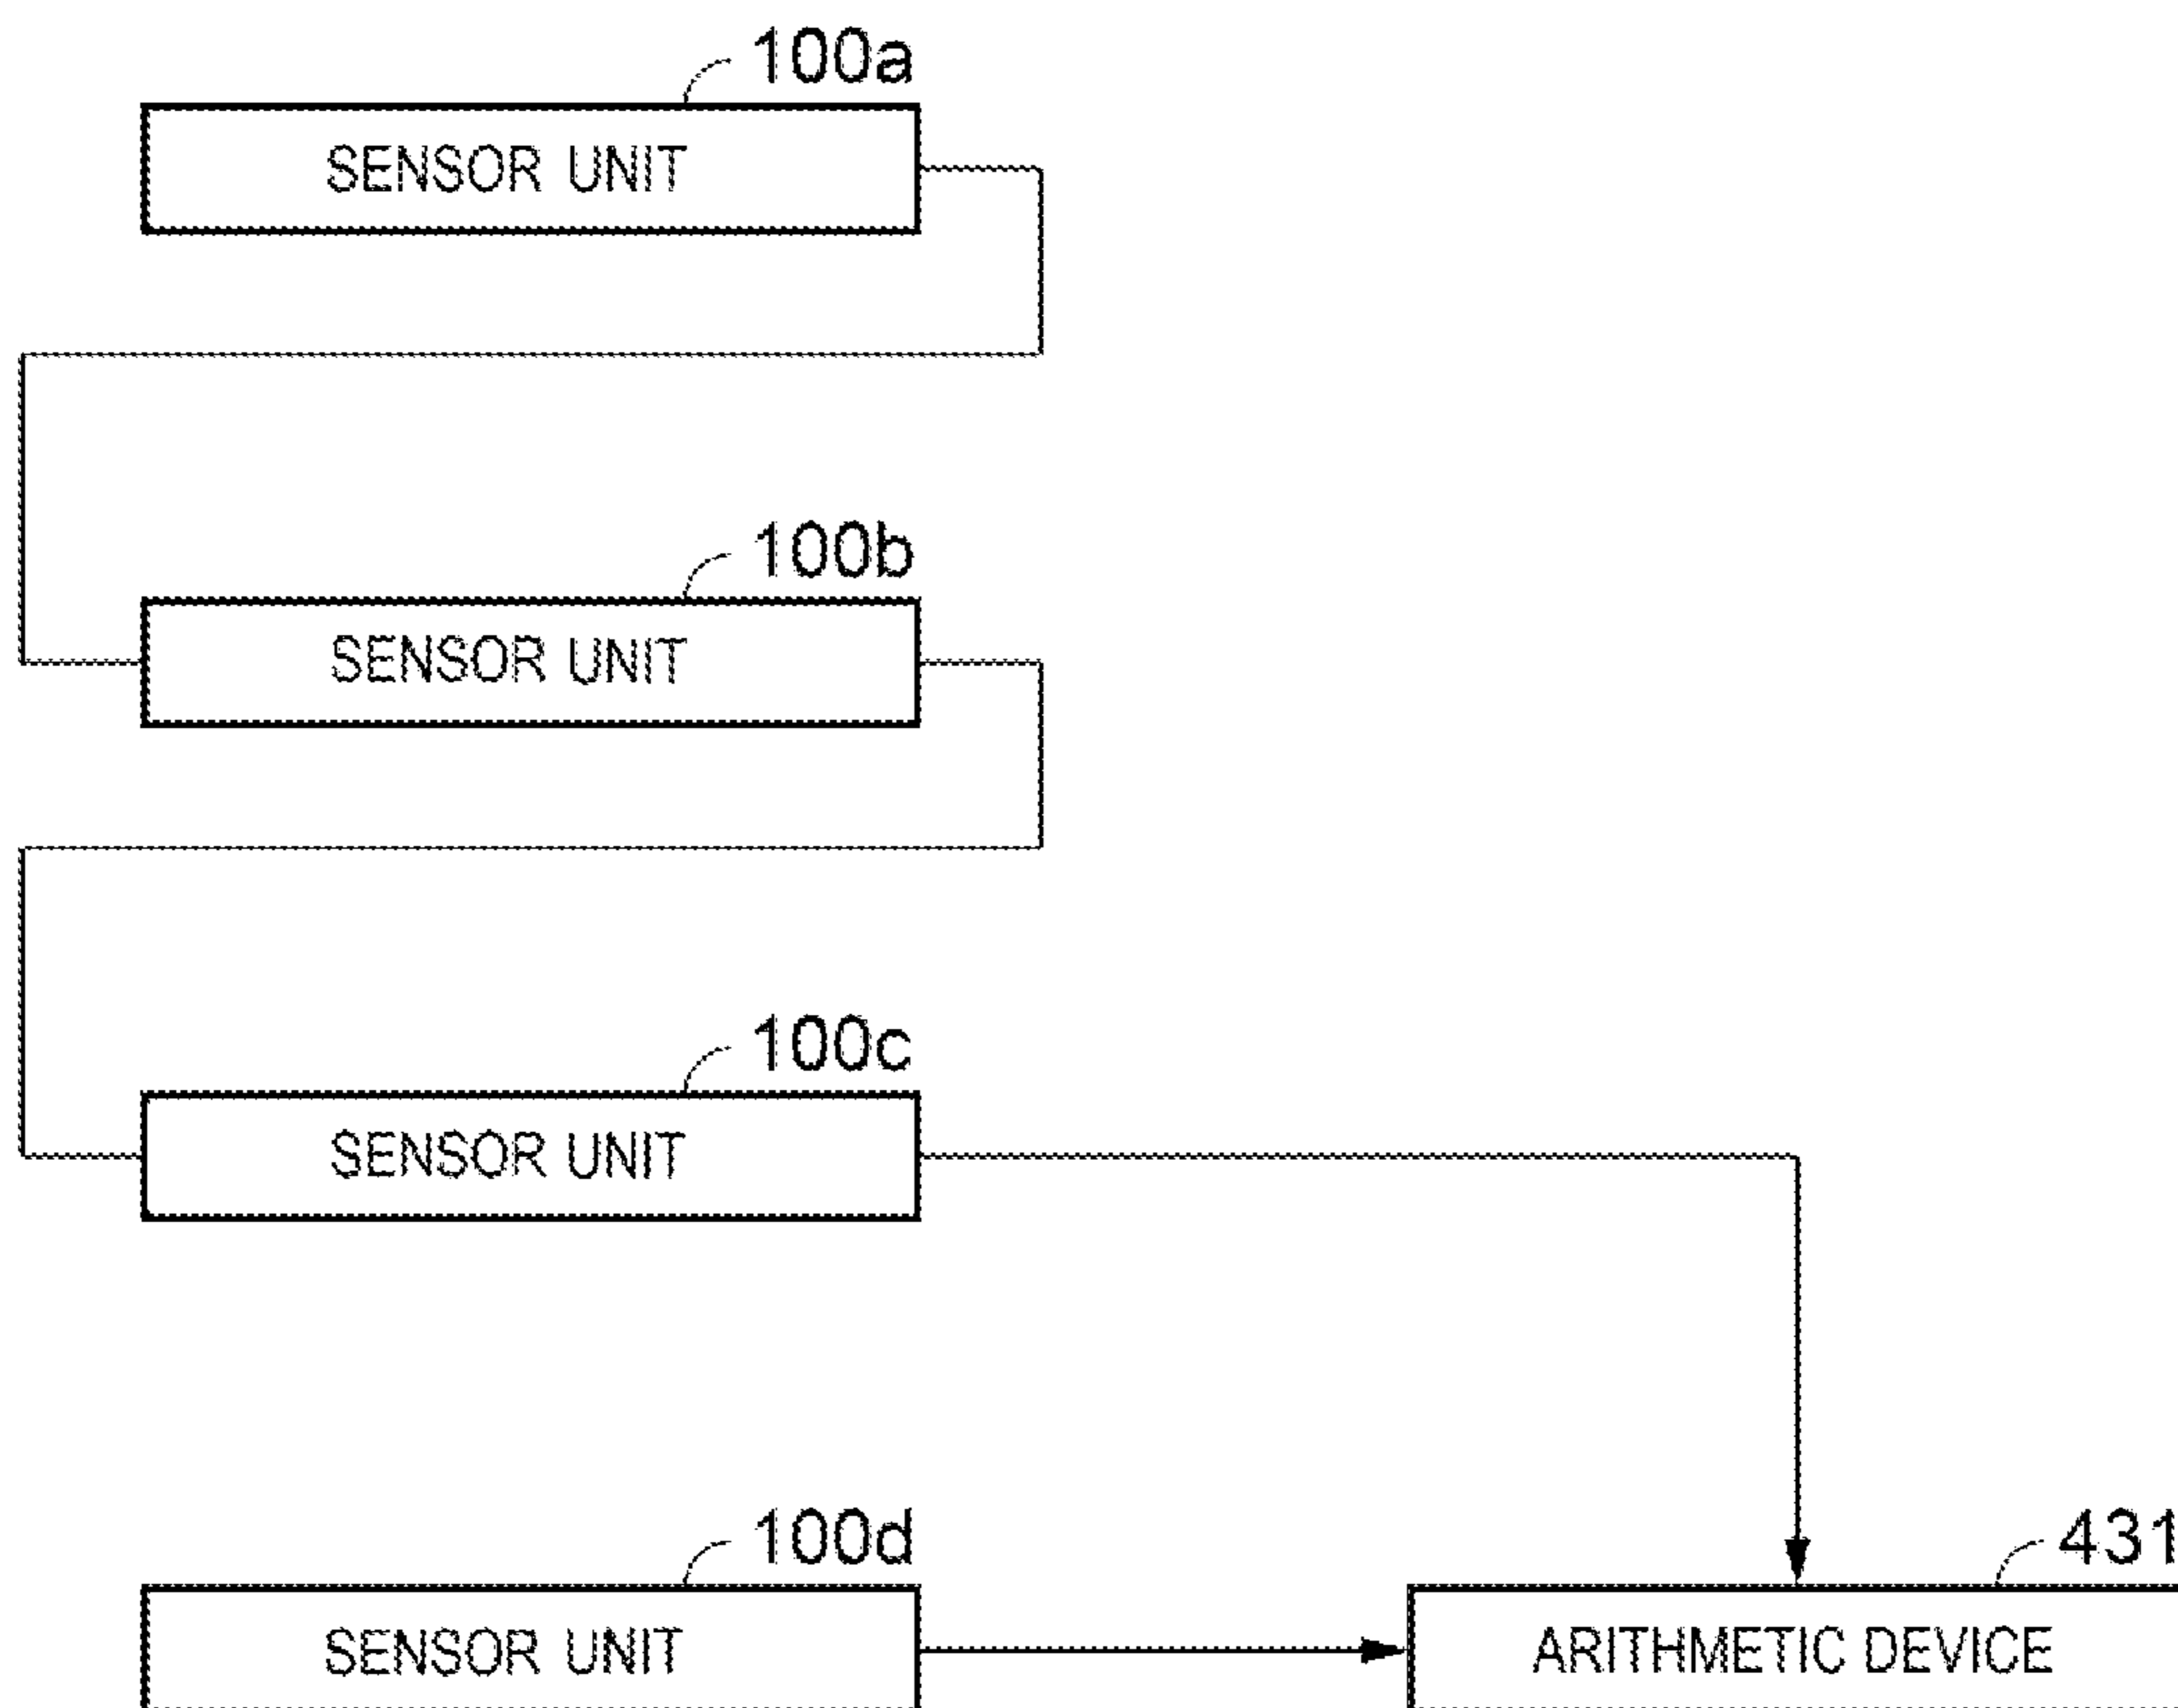 100a
SENSOR UNIT
100b
SENSOR UNIT
100c
SENSOR UNIT
100d
SENSOR UNIT
431
ARITHMETIC DEVICE